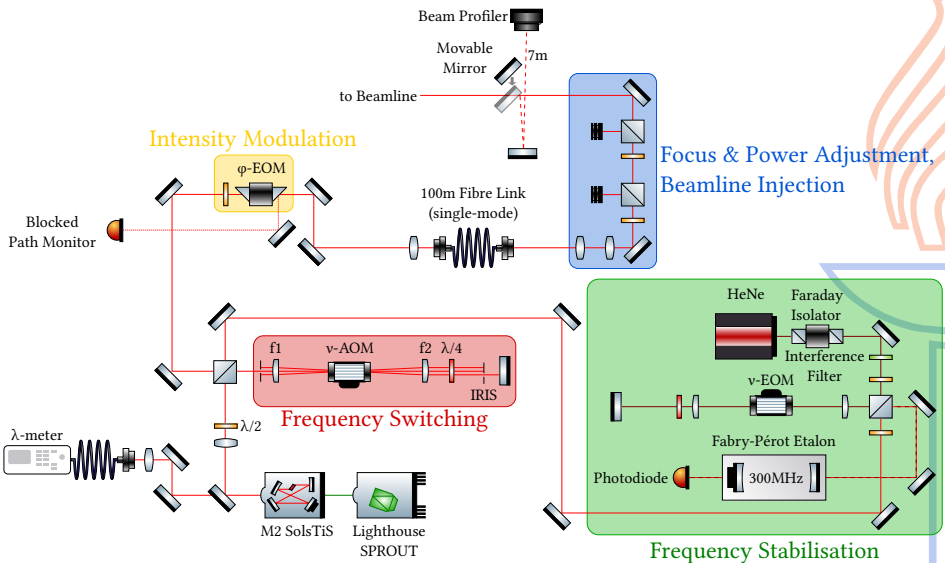 Beam Profiler
7m
Movable
Mirror
to Beamline
Intensity Modulation
φ-EOM
Focus & Power Adjustment,
Beamline Injection
100m Fibre Link
(single-mode)
Blocked
Path Monitor
HeNe
Faraday
Isolator
Interference
Filter
f1
ν-AOM
f2
λ/4
IRIS
Frequency Switching
ν-EOM
λ/2
λ-meter
Fabry-Pérot Etalon
Photodiode
300MHz
M2 SolsTiS
Lighthouse
SPROUT
Frequency Stabilisation